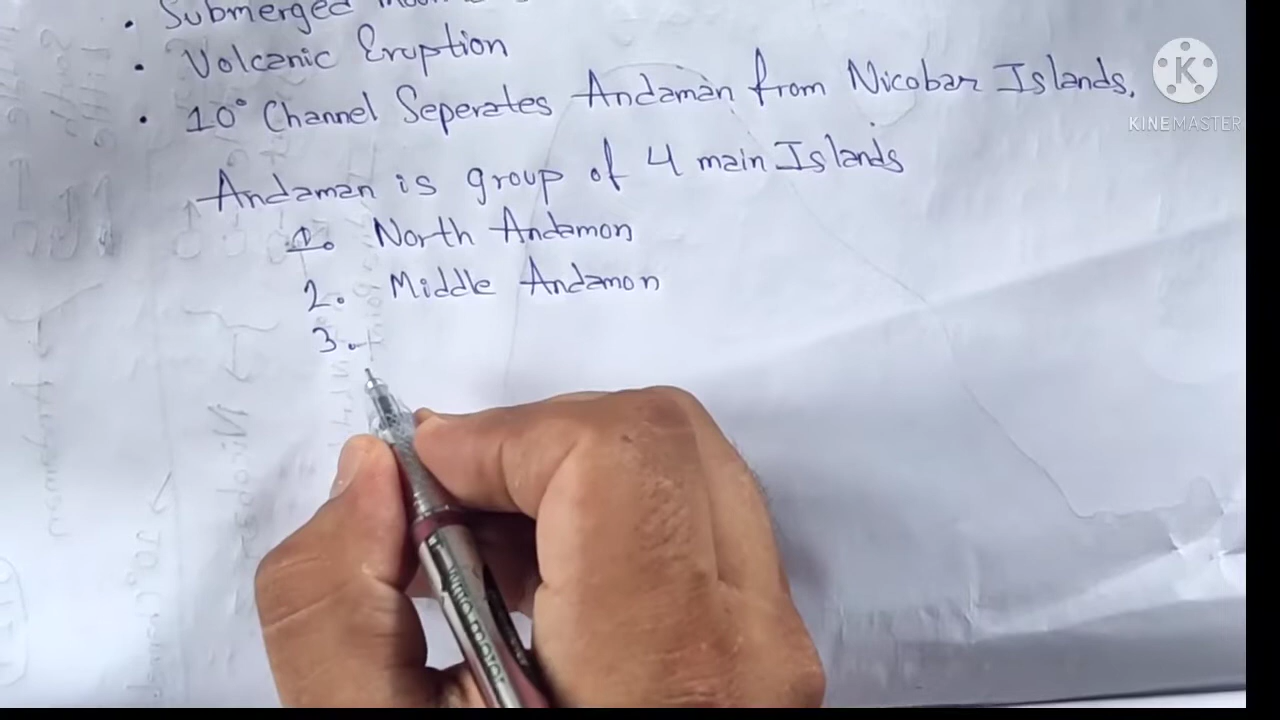 • Submerged
• Volcanic Eruption
• 10° Channel Seperates Andaman from Nicobar Islands.
Andaman is group of 4 main Islands
1. North Andamon
2. Middle Andamon
3.
K
KINEMASTER